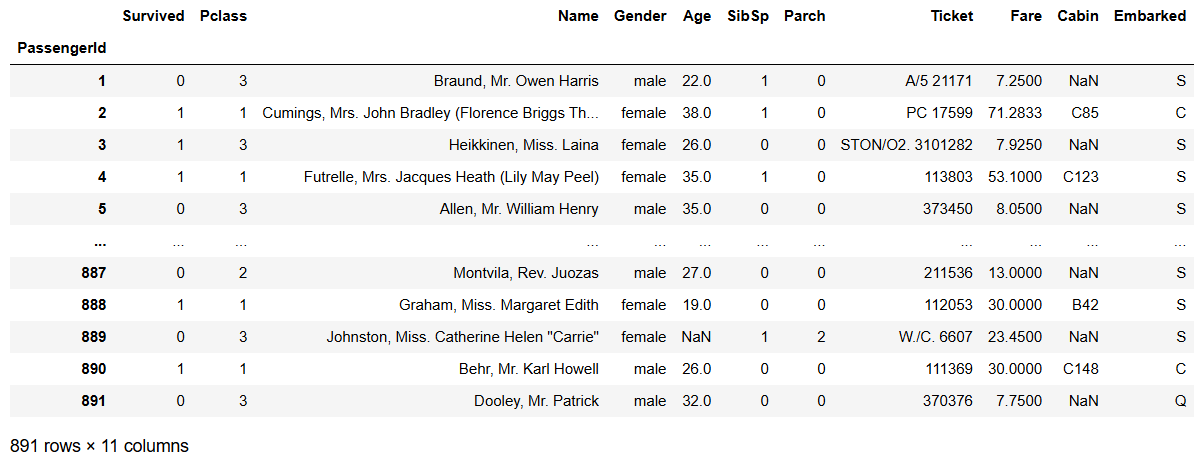 Survived Pclass Name Gender Age SibSp Parch Ticket Fare Cabin Embarked
PassengerId
1 0 3 Braund, Mr. Owen Harris male 22.0 1 0 A/5 21171 7.2500 NaN S
2 1 1 Cumings, Mrs. John Bradley (Florence Briggs Th... female 38.0 1 0 PC 17599 71.2833 C85 C
3 1 3 Heikkinen, Miss. Laina female 26.0 0 0 STON/O2. 3101282 7.9250 NaN S
4 1 1 Futrelle, Mrs. Jacques Heath (Lily May Peel) female 35.0 1 0 113803 53.1000 C123 S
5 0 3 Allen, Mr. William Henry male 35.0 0 0 373450 8.0500 NaN S
... ... ... ... ... ... ... ... ... ... ... ...
887 0 2 Montvila, Rev. Juozas male 27.0 0 0 211536 13.0000 NaN S
888 1 1 Graham, Miss. Margaret Edith female 19.0 0 0 112053 30.0000 B42 S
889 0 3 Johnston, Miss. Catherine Helen "Carrie" female NaN 1 2 W./C. 6607 23.4500 NaN S
890 1 1 Behr, Mr. Karl Howell male 26.0 0 0 111369 30.0000 C148 C
891 0 3 Dooley, Mr. Patrick male 32.0 0 0 370376 7.7500 NaN Q
891 rows × 11 columns